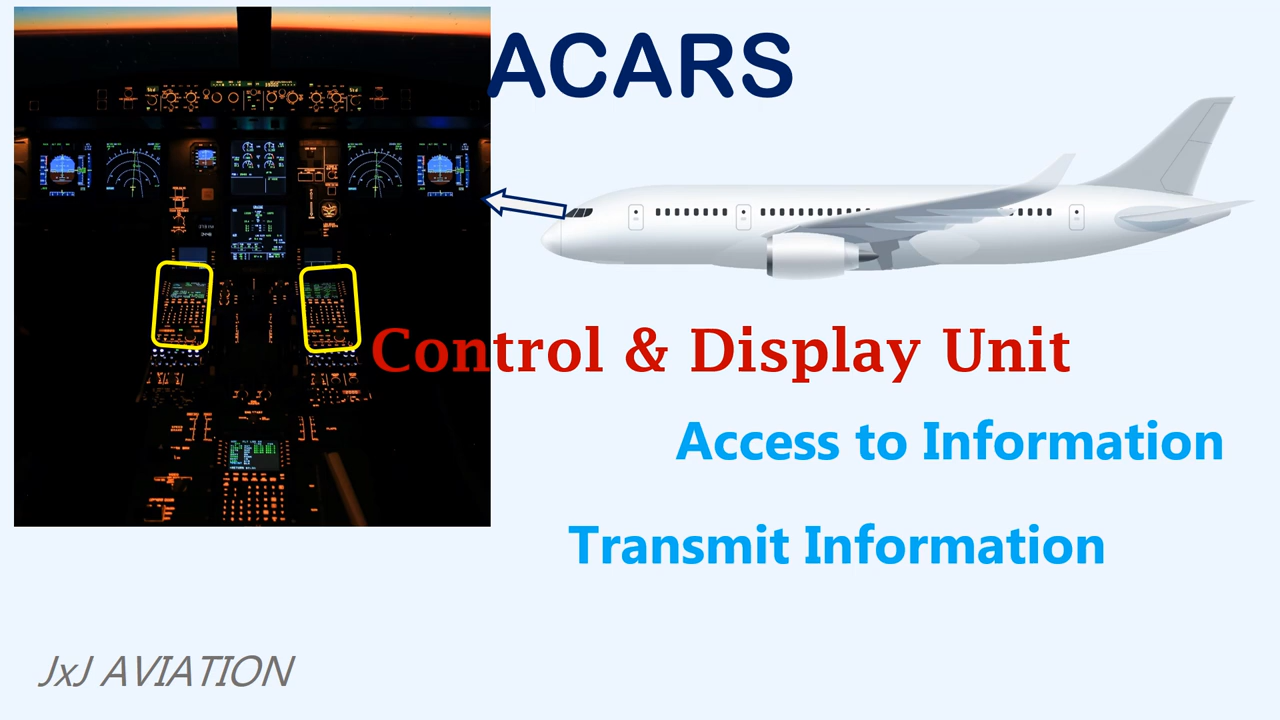 ACARS
Control & Display Unit
Access to Information
Transmit Information
JxJ AVIATION